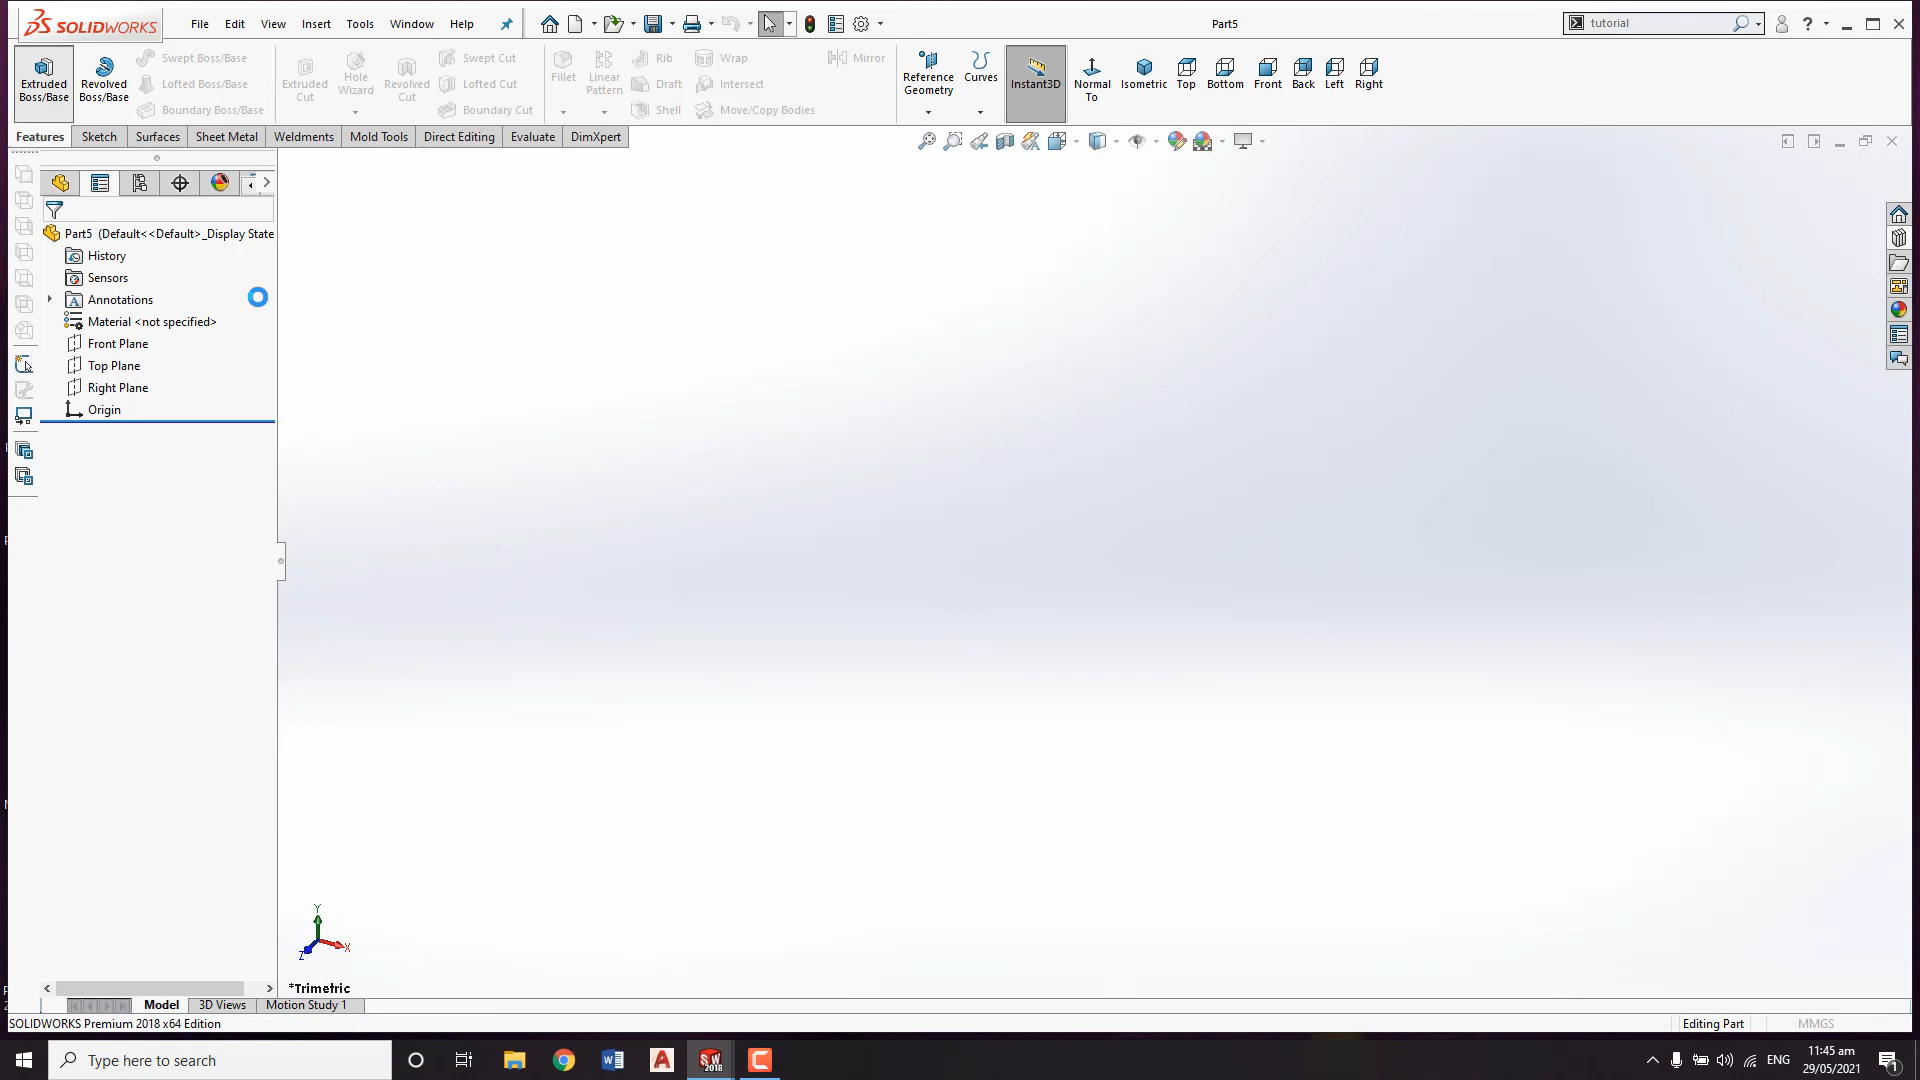 SOLIDWORKS File Edit View Insert Tools Window Help Part5 tutorial
Extruded Boss/Base Revolved Boss/Base Swept Boss/Base Lofted Boss/Base Boundary Boss/Base Extruded Cut Hole Wizard Revolved Cut Swept Cut Lofted Cut Boundary Cut Fillet Linear Pattern Rib Draft Shell Wrap Intersect Move/Copy Bodies Mirror Reference Geometry Curves Instant3D Normal To Isometric Top Bottom Front Back Left Right
Features Sketch Surfaces Sheet Metal Weldments Mold Tools Direct Editing Evaluate DimXpert
Part5 (Default<<Default>_Display State
History
Sensors
Annotations
Material <not specified>
Front Plane
Top Plane
Right Plane
Origin
Y
X
Z
*Trimetric
Model 3D Views Motion Study 1
SOLIDWORKS Premium 2018 x64 Edition Editing Part MMGS
Type here to search ENG 11:45 am
29/05/2021